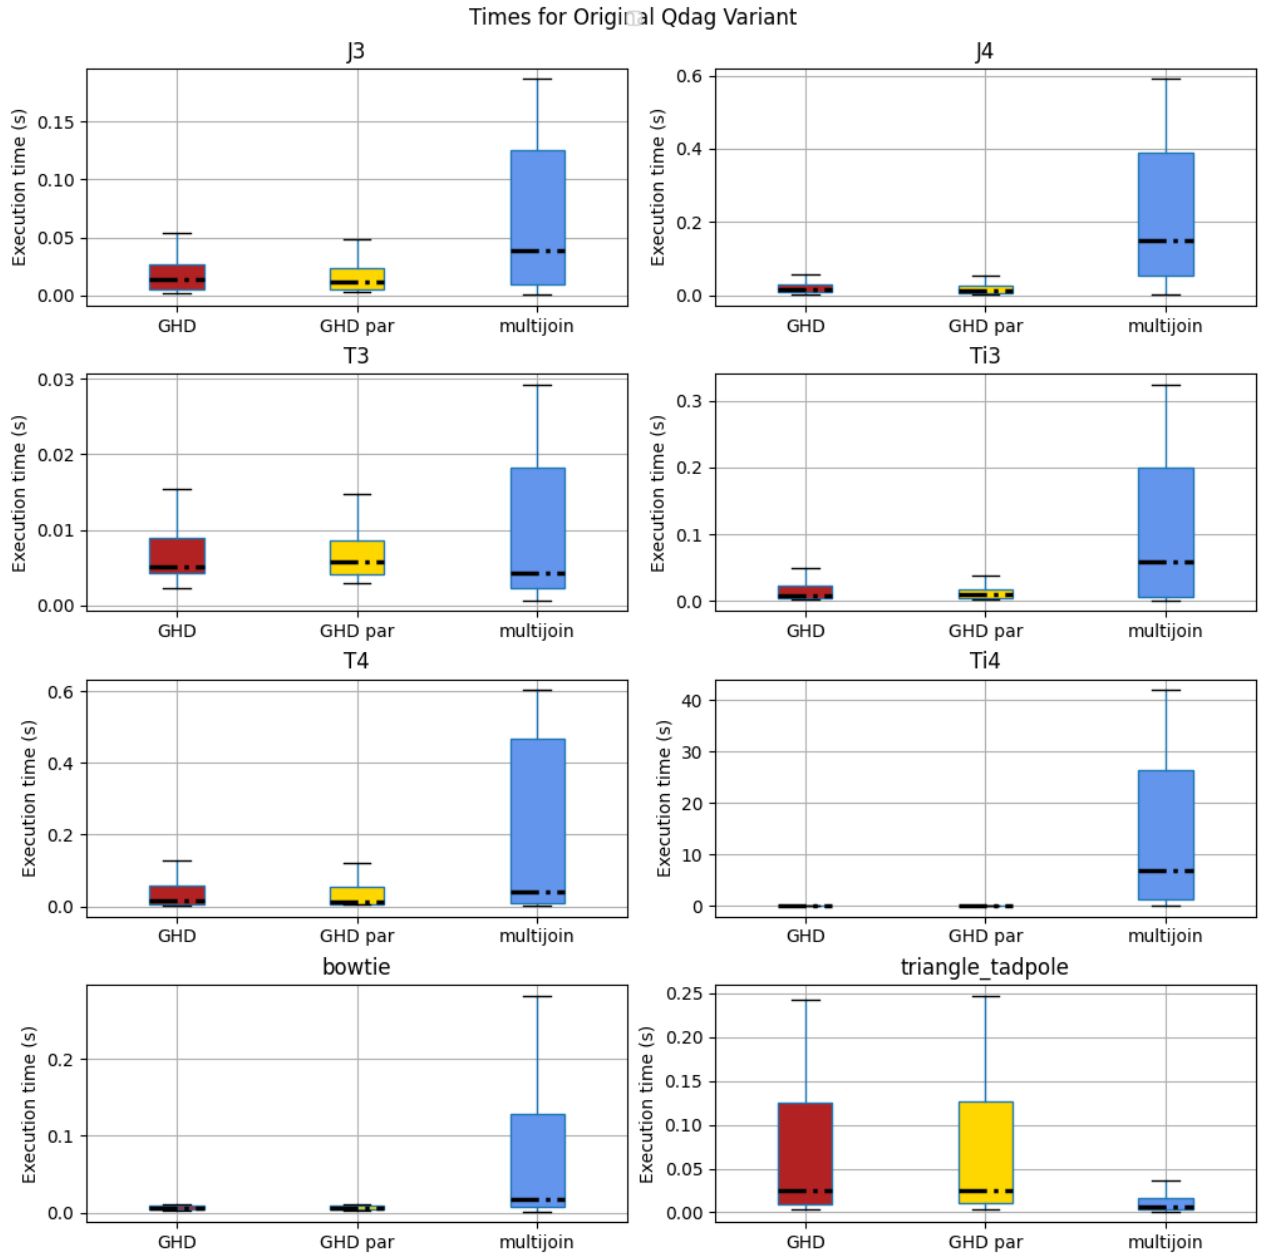 Times for Original Qdag Variant
J3
Execution time (s)
0.15
0.10
0.05
0.00
GHD GHD par multijoin
J4
Execution time (s)
0.6
0.4
0.2
0.0
GHD GHD par multijoin
T3
Execution time (s)
0.03
0.02
0.01
0.00
GHD GHD par multijoin
Ti3
Execution time (s)
0.3
0.2
0.1
0.0
GHD GHD par multijoin
T4
Execution time (s)
0.6
0.4
0.2
0.0
GHD GHD par multijoin
Ti4
Execution time (s)
40
30
20
10
0
GHD GHD par multijoin
bowtie
Execution time (s)
0.2
0.1
0.0
GHD GHD par multijoin
triangle_tadpole
Execution time (s)
0.25
0.20
0.15
0.10
0.05
0.00
GHD GHD par multijoin